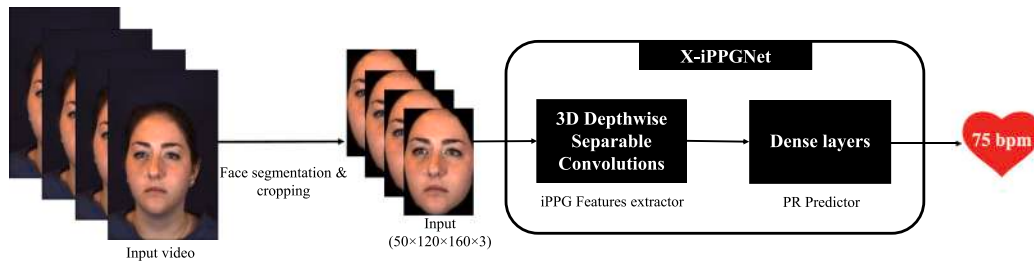 X-iPPGNet
3D Depthwise
Separable
Convolutions
Dense layers
75 bpm
Face segmentation &
cropping
iPPG Features extractor
PR Predictor
Input video
Input
(50×120×160×3)